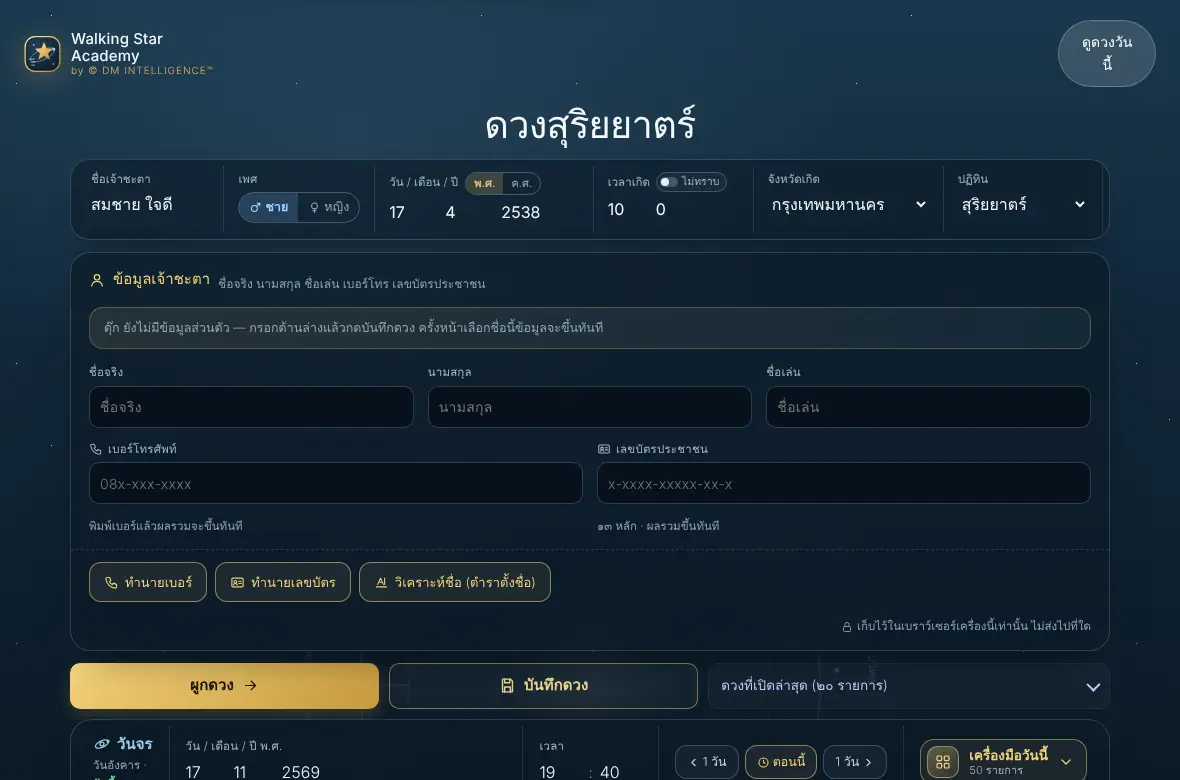 Walking Star
Academy
by © DM INTELLIGENCE™
ดูดวงวัน
นี้
ดวงสุริยยาตร์
ชื่อเจ้าชะตา
สมชาย ใจดี
เพศ
♂ ชาย ♀ หญิง
วัน / เดือน / ปี พ.ศ. ค.ศ.
17 4 2538
เวลาเกิด ไม่ทราบ
10 0
จังหวัดเกิด
กรุงเทพมหานคร
ปฏิทิน
สุริยยาตร์
ข้อมูลเจ้าชะตา ชื่อจริง นามสกุล ชื่อเล่น เบอร์โทร เลขบัตรประชาชน
ตุ๊ก ยังไม่มีข้อมูลส่วนตัว — กรอกด้านล่างแล้วกดบันทึกดวง ครั้งหน้าเลือกชื่อนี้ข้อมูลจะขึ้นทันที
ชื่อจริง นามสกุล ชื่อเล่น
ชื่อจริง นามสกุล ชื่อเล่น
เบอร์โทรศัพท์ เลขบัตรประชาชน
08x-xxx-xxxx x-xxxx-xxxxx-xx-x
พิมพ์เบอร์แล้วผลรวมจะขึ้นทันที ๑๓ หลัก · ผลรวมขึ้นทันที
ทำนายเบอร์ ทำนายเลขบัตร วิเคราะห์ชื่อ (ตำราตั้งชื่อ)
เก็บไว้ในเบราว์เซอร์เครื่องนี้เท่านั้น ไม่ส่งไปที่ใด
ผูกดวง → บันทึกดวง ดวงที่เปิดล่าสุด (๒๐ รายการ)
วันจร
วันอังคาร ·
วัน / เดือน / ปี พ.ศ.
17 11 2569
เวลา
19 : 40
‹ 1 วัน ตอนนี้ 1 วัน ›
เครื่องมือวันนี้
50 รายการ